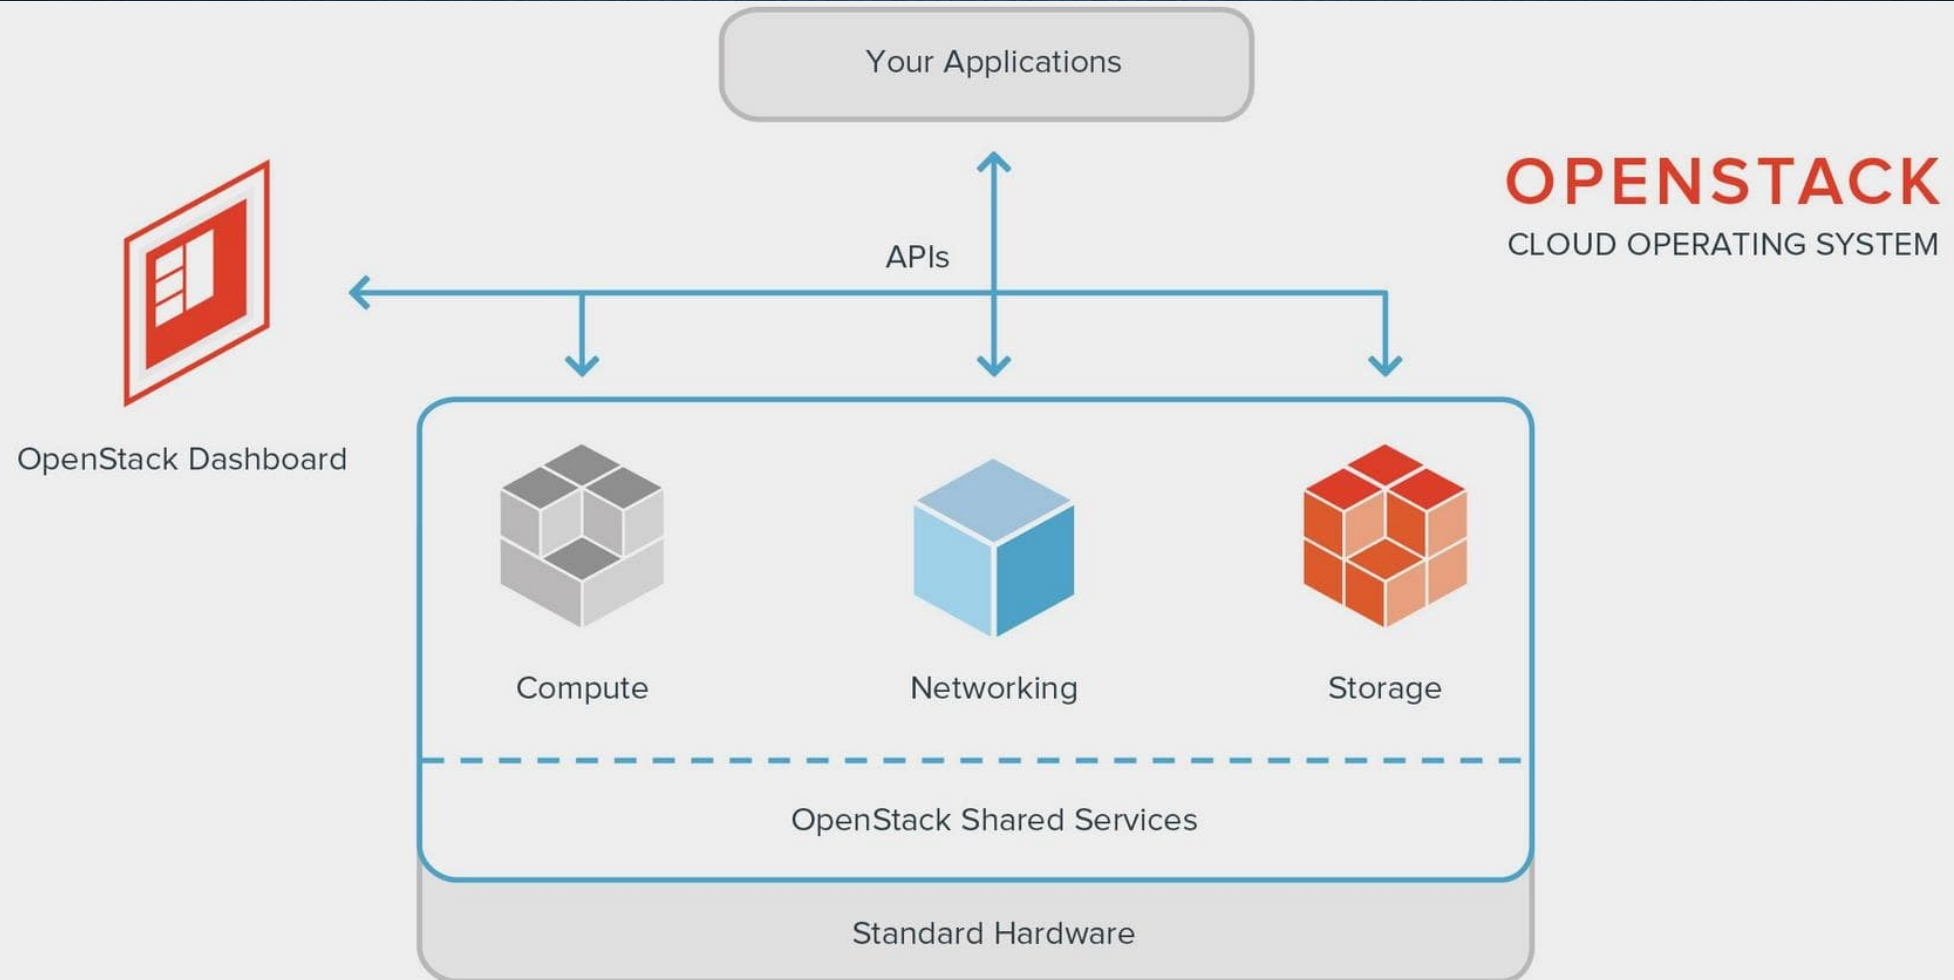 Your Applications
OPENSTACK
CLOUD OPERATING SYSTEM
APIs
OpenStack Dashboard
Compute
Networking
Storage
OpenStack Shared Services
Standard Hardware